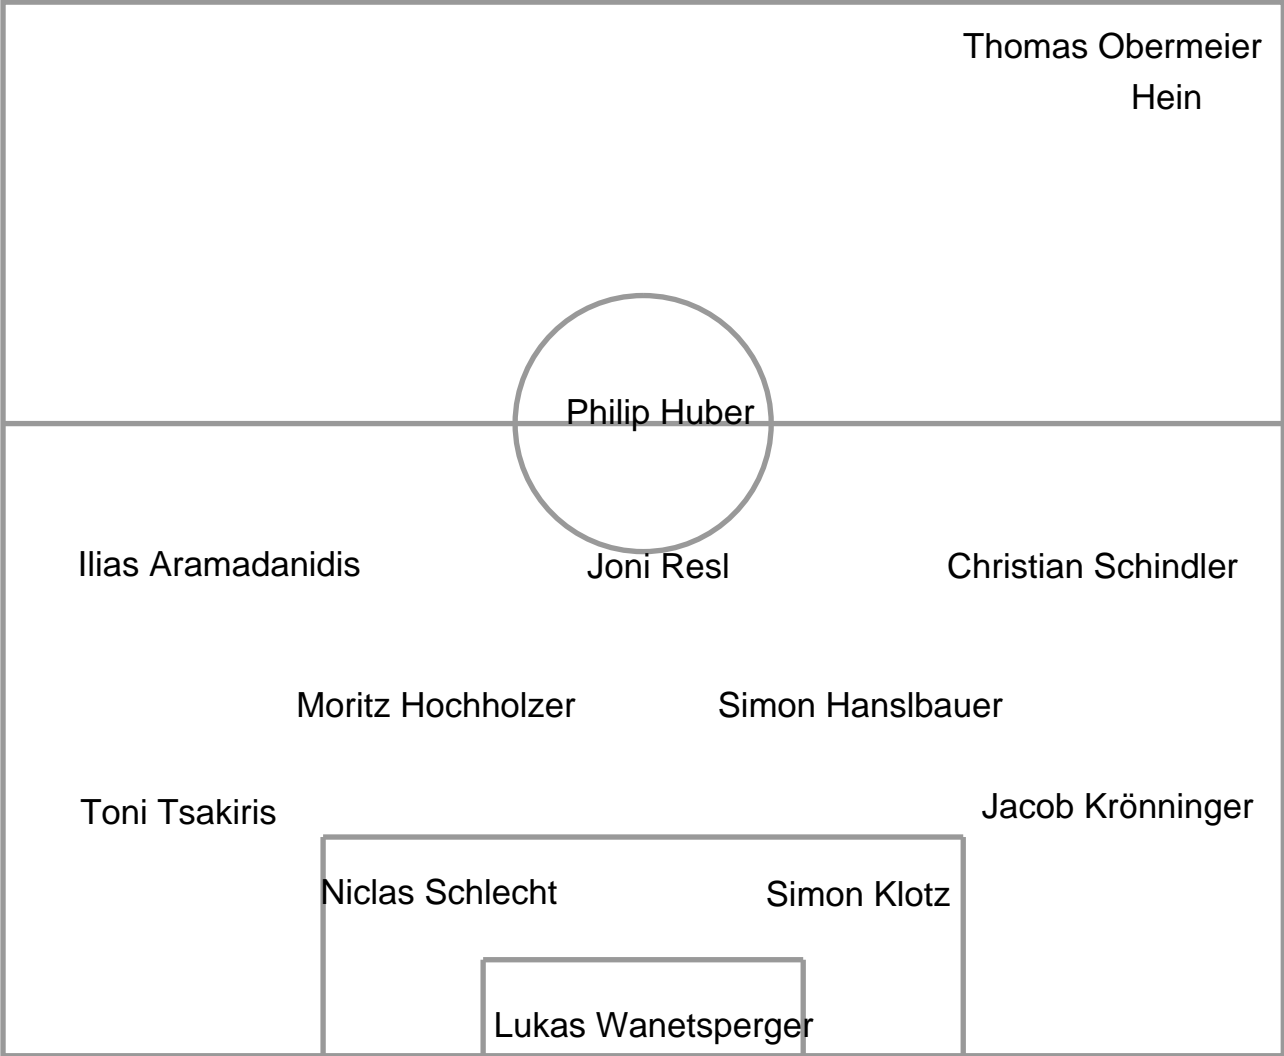 Thomas Obermeier
Hein
Philip Huber
Ilias Aramadanidis
Joni Resl
Christian Schindler
Moritz Hochholzer
Simon Hanslbauer
Toni Tsakiris
Jacob Krönninger
Niclas Schlecht
Simon Klotz
Lukas Wanetsperger